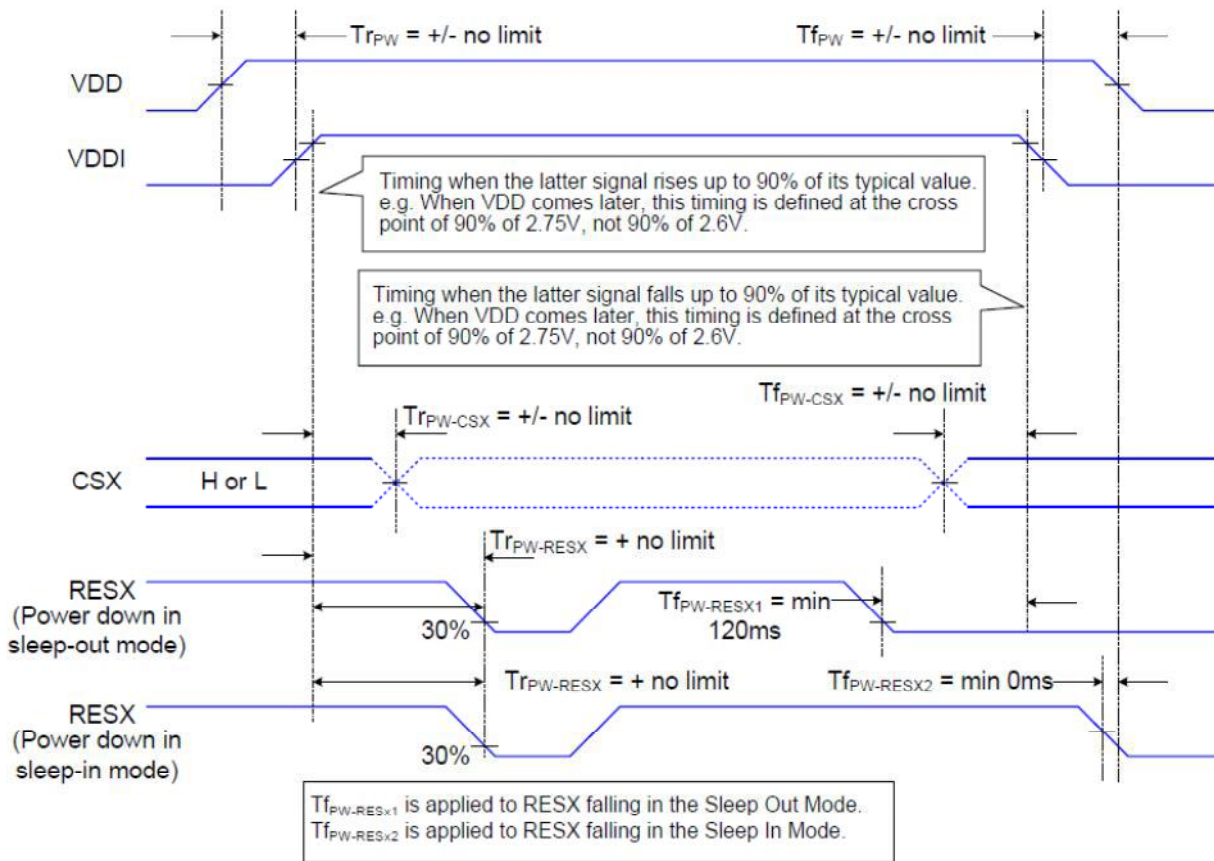 TrPW = +/- no limit
TfPW = +/- no limit
VDD
VDDI
Timing when the latter signal rises up to 90% of its typical value.
e.g. When VDD comes later, this timing is defined at the cross
point of 90% of 2.75V, not 90% of 2.6V.
Timing when the latter signal falls up to 90% of its typical value.
e.g. When VDD comes later, this timing is defined at the cross
point of 90% of 2.75V, not 90% of 2.6V.
TrPW-CSX = +/- no limit
TfPW-CSX = +/- no limit
CSX
H or L
TrPW-RESX = + no limit
RESX
(Power down in
sleep-out mode)
30%
TfPW-RESX1 = min
120ms
TrPW-RESX = + no limit
TfPW-RESX2 = min 0ms
RESX
(Power down in
sleep-in mode)
30%
TfPW-RESx1 is applied to RESX falling in the Sleep Out Mode.
TfPW-RESx2 is applied to RESX falling in the Sleep In Mode.